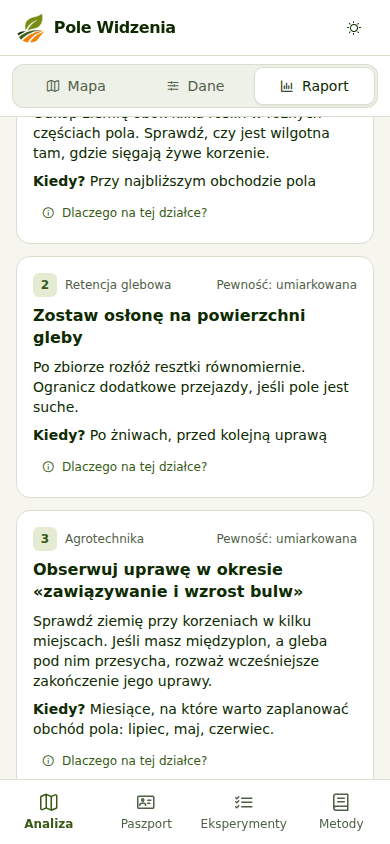 Pole Widzenia
Mapa
Dane
Raport
częściach pola. Sprawdź, czy jest wilgotna
tam, gdzie sięgają żywe korzenie.
Kiedy? Przy najbliższym obchodzie pola
Dlaczego na tej działce?
2 Retencja glebowa Pewność: umiarkowana
Zostaw osłonę na powierzchni
gleby
Po zbiorze rozłóż resztki równomiernie.
Ogranicz dodatkowe przejazdy, jeśli pole jest
suche.
Kiedy? Po żniwach, przed kolejną uprawą
Dlaczego na tej działce?
3 Agrotechnika Pewność: umiarkowana
Obserwuj uprawę w okresie
«zawiązywanie i wzrost bulw»
Sprawdź ziemię przy korzeniach w kilku
miejscach. Jeśli masz międzyplon, a gleba
pod nim przesycha, rozważ wcześniejsze
zakończenie jego uprawy.
Kiedy? Miesiące, na które warto zaplanować
obchód pola: lipiec, maj, czerwiec.
Dlaczego na tej działce?
Analiza
Paszport
Eksperymenty
Metody